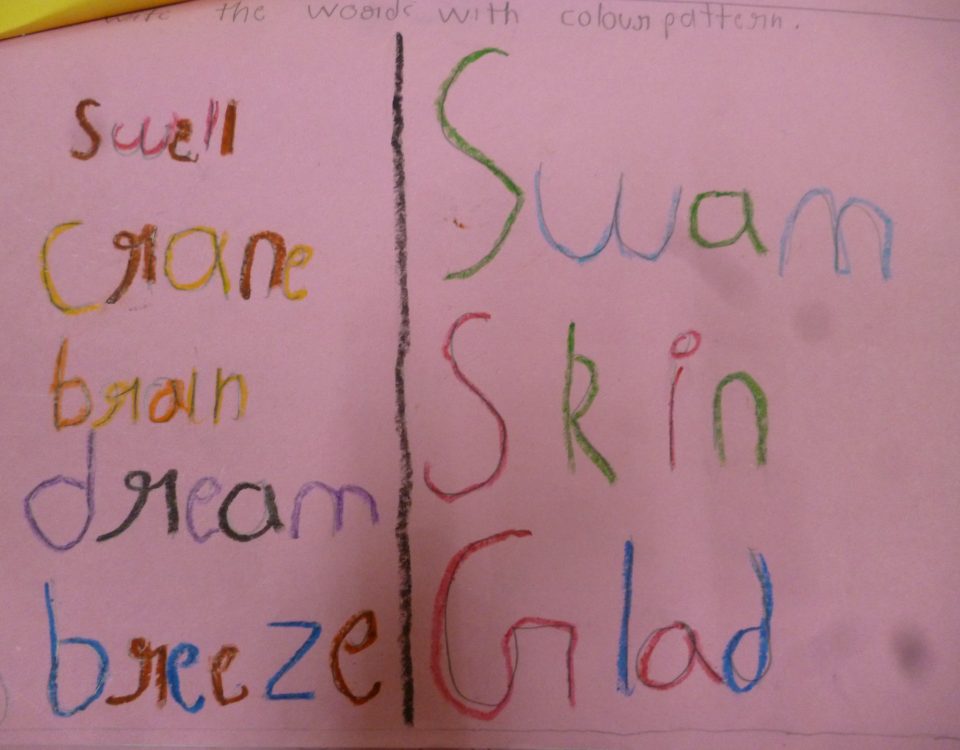 the words with colour pattern.
swell
crane
brain
dream
breeze
Swam
Skin
Glad